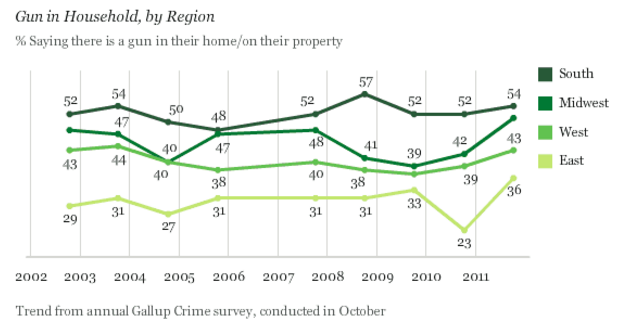 Gun in Household, by Region
% Saying there is a gun in their home/on their property
52 54 50 48 52 57 52 52 54
47 40 47 48 41 39 42
43 44 40 38 40 38 39 43
29 31 27 31 31 31 33 23 36
South
Midwest
West
East
2002 2003 2004 2005 2006 2007 2008 2009 2010 2011
Trend from annual Gallup Crime survey, conducted in October